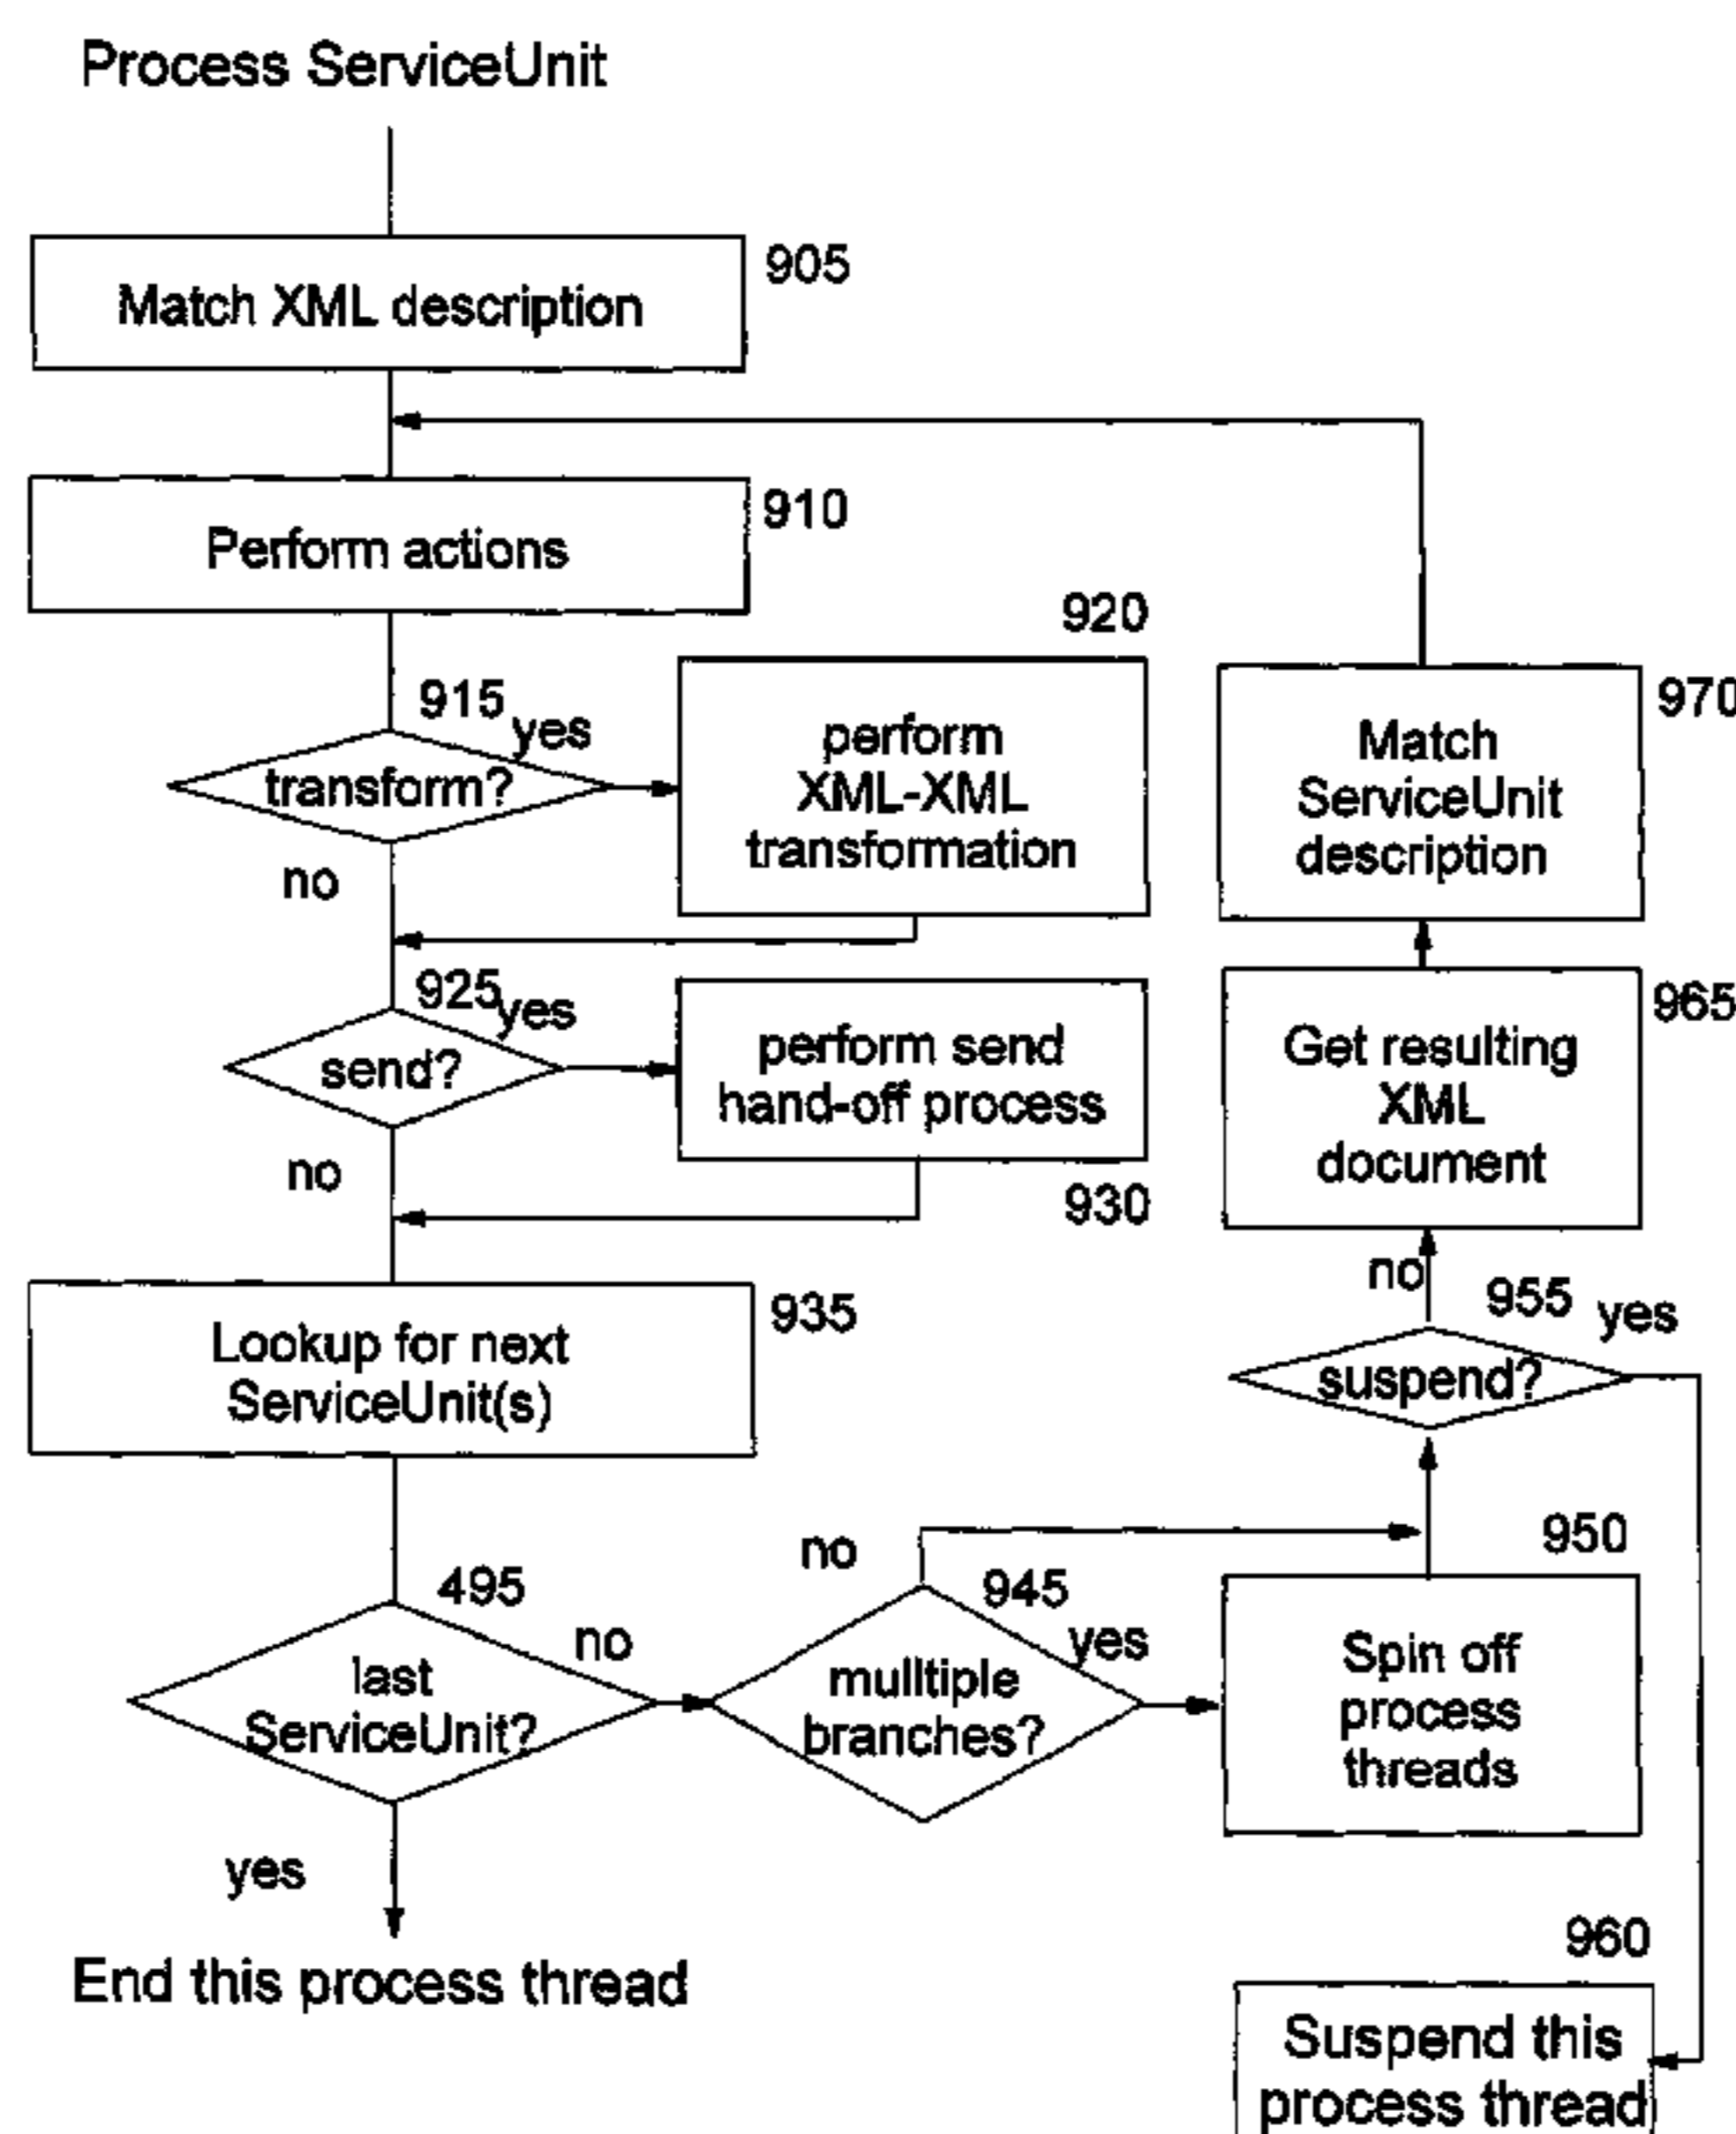 Process ServiceUnit
905
Match XML description
910
Perform actions
920
915
yes
transform?
perform
XML-XML
transformation
no
970
Match
ServiceUnit
description
925
yes
send?
perform send
hand-off process
no
930
965
Get resulting
XML
document
no
955
yes
suspend?
935
Lookup for next
ServiceUnit(s)
495
no
last
ServiceUnit?
yes
End this process thread
no
945
yes
mulltiple
branches?
950
Spin off
process
threads
960
Suspend this
process thread